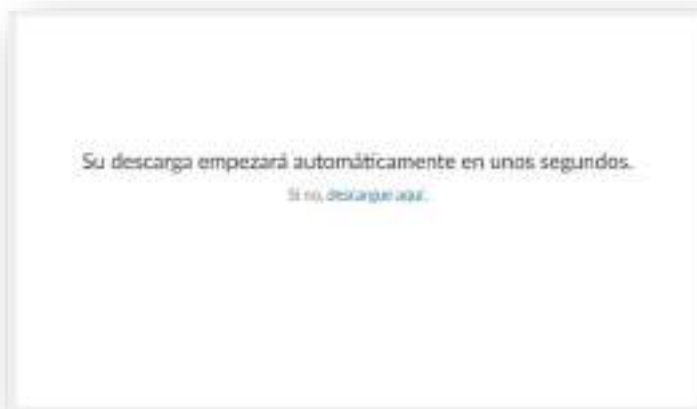 Su descarga empezará automáticamente en unos segundos.
Si no, descargue aquí.